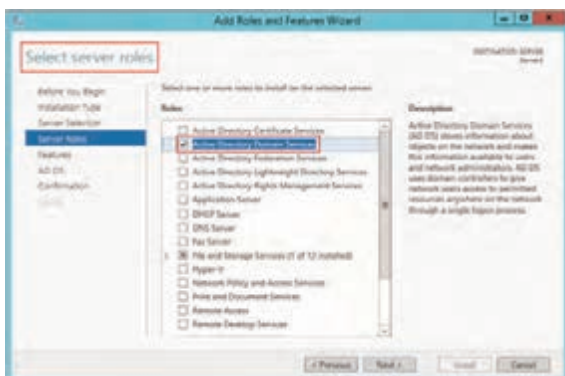 Add Roles and Features Wizard
Select server roles
DESTINATION SERVER
Before You Begin
Installation Type
Server Selection
Server Roles
Features
AD DS
Confirmation
Select one or more roles to install on the selected server.
Roles
Active Directory Certificate Services
Active Directory Domain Services
Active Directory Federation Services
Active Directory Lightweight Directory Services
Active Directory Rights Management Services
Application Server
DHCP Server
DNS Server
Fax Server
File and Storage Services (1 of 12 installed)
Hyper-V
Network Policy and Access Services
Print and Document Services
Remote Access
Remote Desktop Services
Description
Active Directory Domain Services
(AD DS) stores information about
objects on the network and makes
this information available to users
and network administrators. AD DS
uses domain controllers to give
network users access to permitted
resources anywhere on the network
through a single logon process.
< Previous
Next >
Install
Cancel